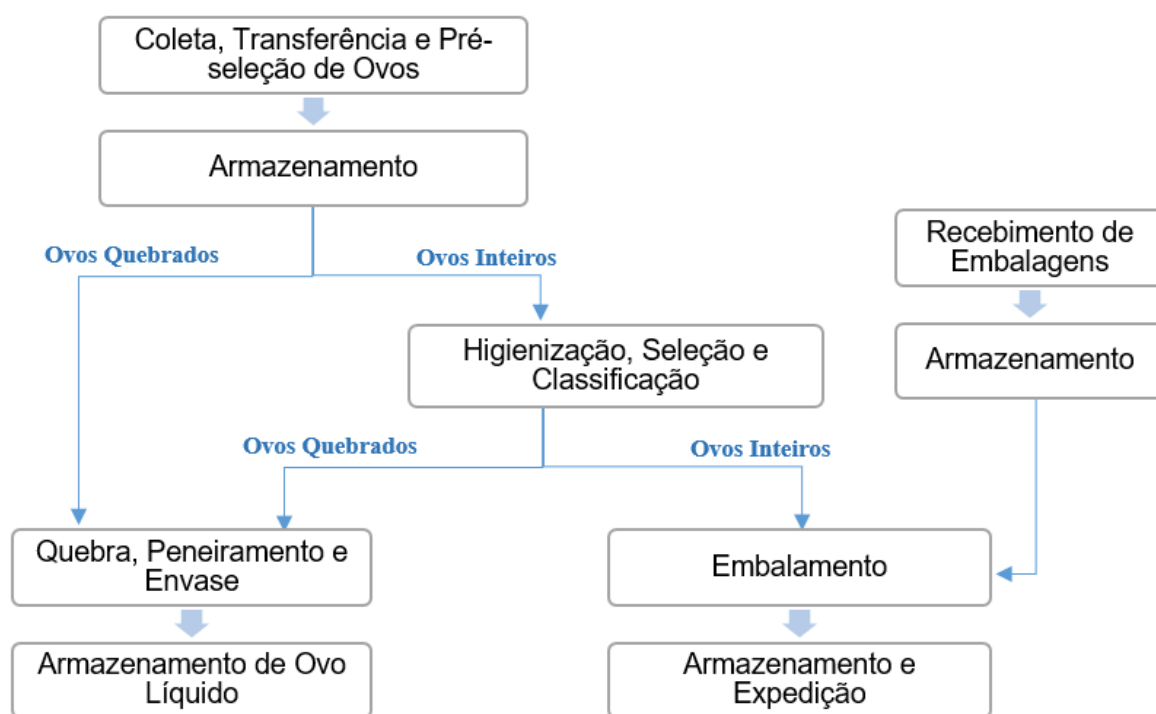 Coleta, Transferência e Pré-
seleção de Ovos
Armazenamento
Ovos Quebrados
Ovos Inteiros
Recebimento de
Embalagens
Higienização, Seleção e
Classificação
Armazenamento
Ovos Quebrados
Ovos Inteiros
Quebra, Peneiramento e
Envase
Embalamento
Armazenamento de Ovo
Líquido
Armazenamento e
Expedição